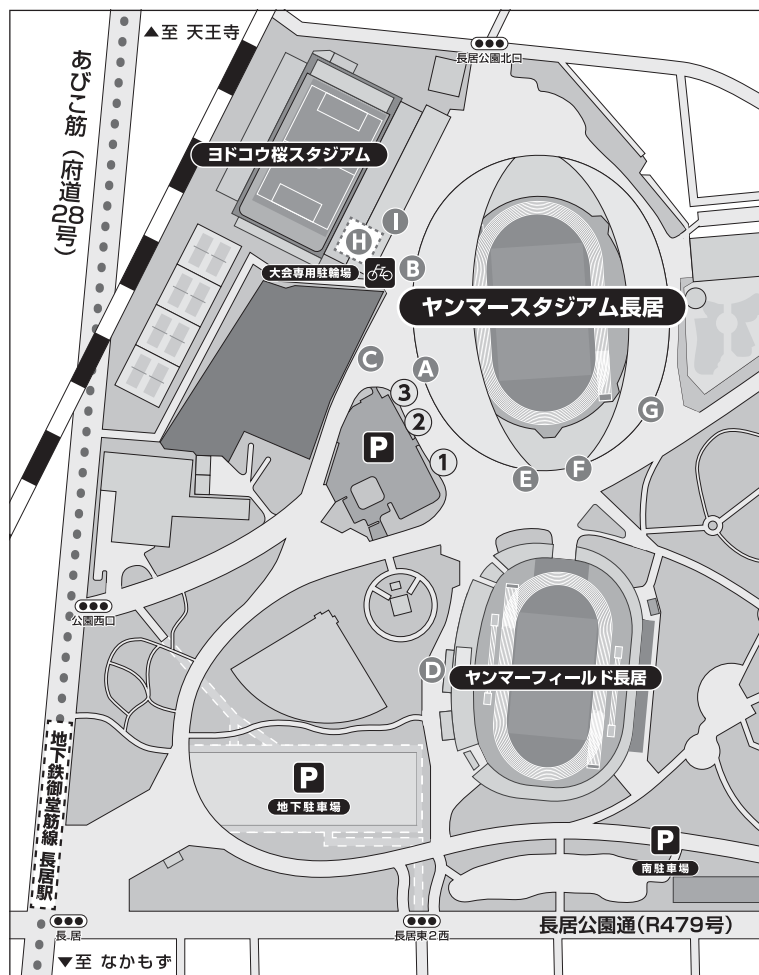 ▲至 天王寺
長居公園北口
あびこ筋（府道28号）
ヨドコウ桜スタジアム
I
H
大会専用駐輪場
B
ヤンマースタジアム長居
C
A
3
2
G
P
1
F
E
公園西口
D
ヤンマーフィールド長居
地下鉄御堂筋線 長居駅
P
地下駐車場
P
南駐車場
長居
長居東2西
長居公園通(R479号)
▼至 なかもず